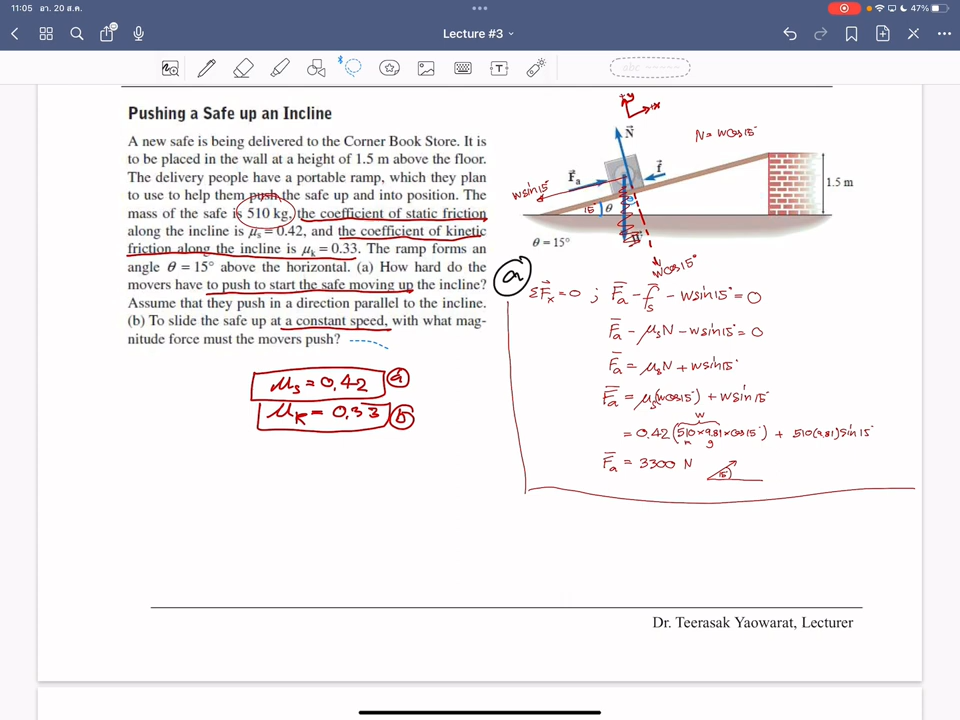 11:05 อา. 20 ส.ค.
47%
Lecture #3
Pushing a Safe up an Incline
A new safe is being delivered to the Corner Book Store. It is
to be placed in the wall at a height of 1.5 m above the floor.
The delivery people have a portable ramp, which they plan
to use to help them push the safe up and into position. The
mass of the safe is 510 kg, the coefficient of static friction
along the incline is μs = 0.42, and the coefficient of kinetic
friction along the incline is μk = 0.33. The ramp forms an
angle θ = 15° above the horizontal. (a) How hard do the
movers have to push to start the safe moving up the incline?
Assume that they push in a direction parallel to the incline.
(b) To slide the safe up at a constant speed, with what mag-
nitude force must the movers push?
μs = 0.42 a
μk = 0.33 b
+y
+x
N = wcos15°
N
f
Fa
wsin15°
15° θ
1.5 m
θ = 15°
w
wcos15°
a
ΣFx = 0 ; Fa - fs - wsin15° = 0
Fa - μsN - wsin15° = 0
Fa = μsN + wsin15°
Fa = μs(wcos15°) + wsin15°
w
= 0.42 (510×9.81×cos15°) + 510(9.81)sin15°
m g
Fa = 3300 N
15°
Dr. Teerasak Yaowarat, Lecturer